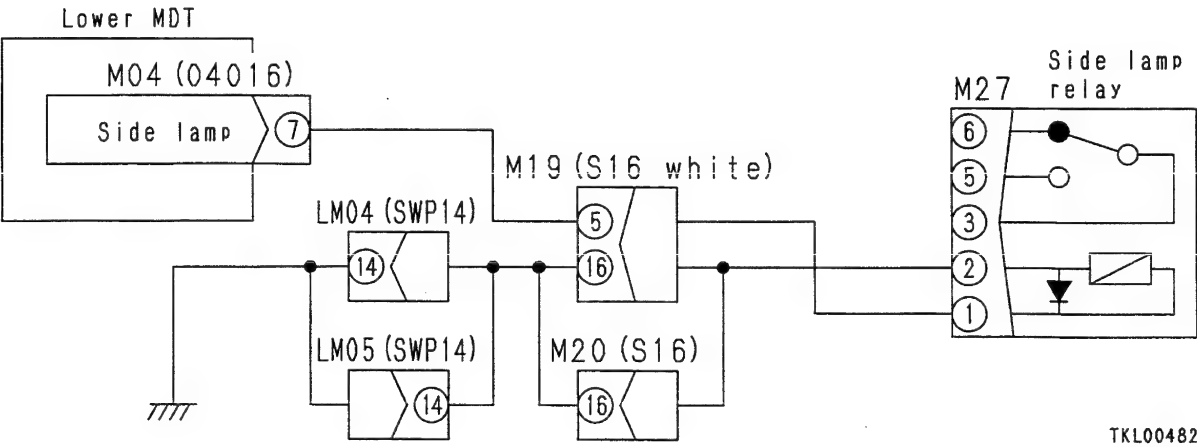 Lower MDT
M04 (04016)
Side lamp
7
Side lamp
relay
M27
6
5
3
2
1
M19 (S16 white)
5
16
LM04 (SWP14)
14
LM05 (SWP14)
14
M20 (S16)
16
TKL00482